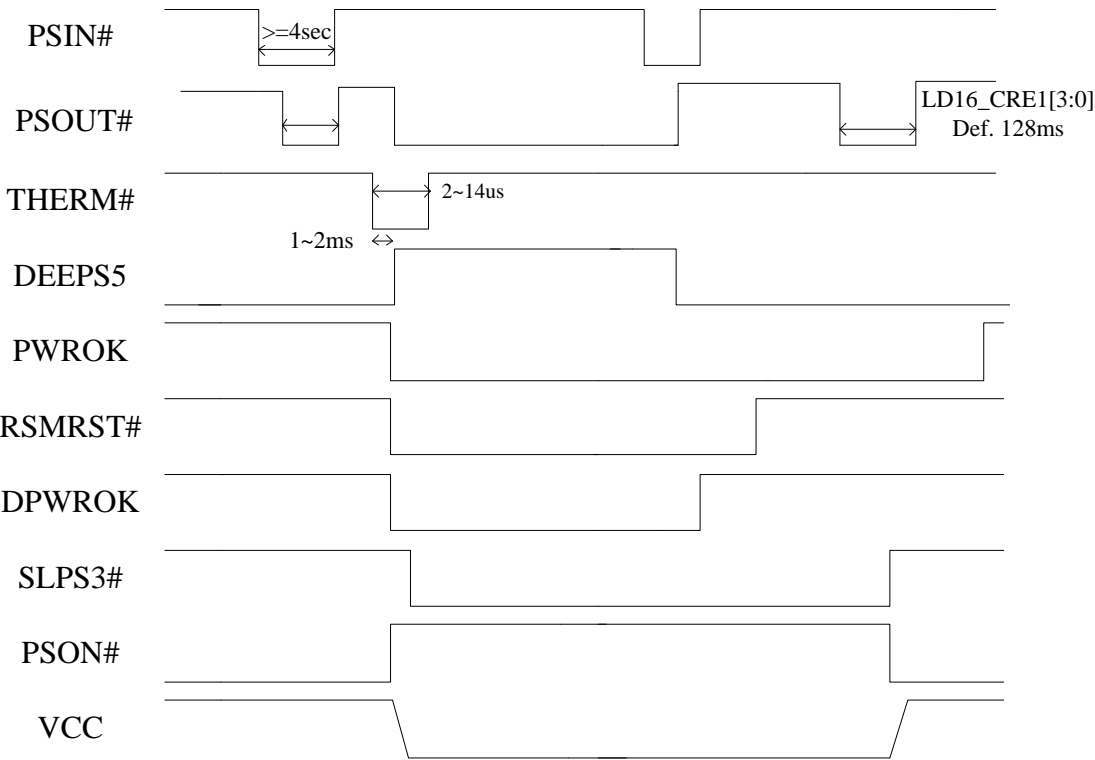 PSIN#
>=4sec
PSOUT#
LD16_CRE1[3:0]
Def. 128ms
THERM#
2~14us
1~2ms
DEEPS5
PWROK
RSMRST#
DPWROK
SLPS3#
PSON#
VCC